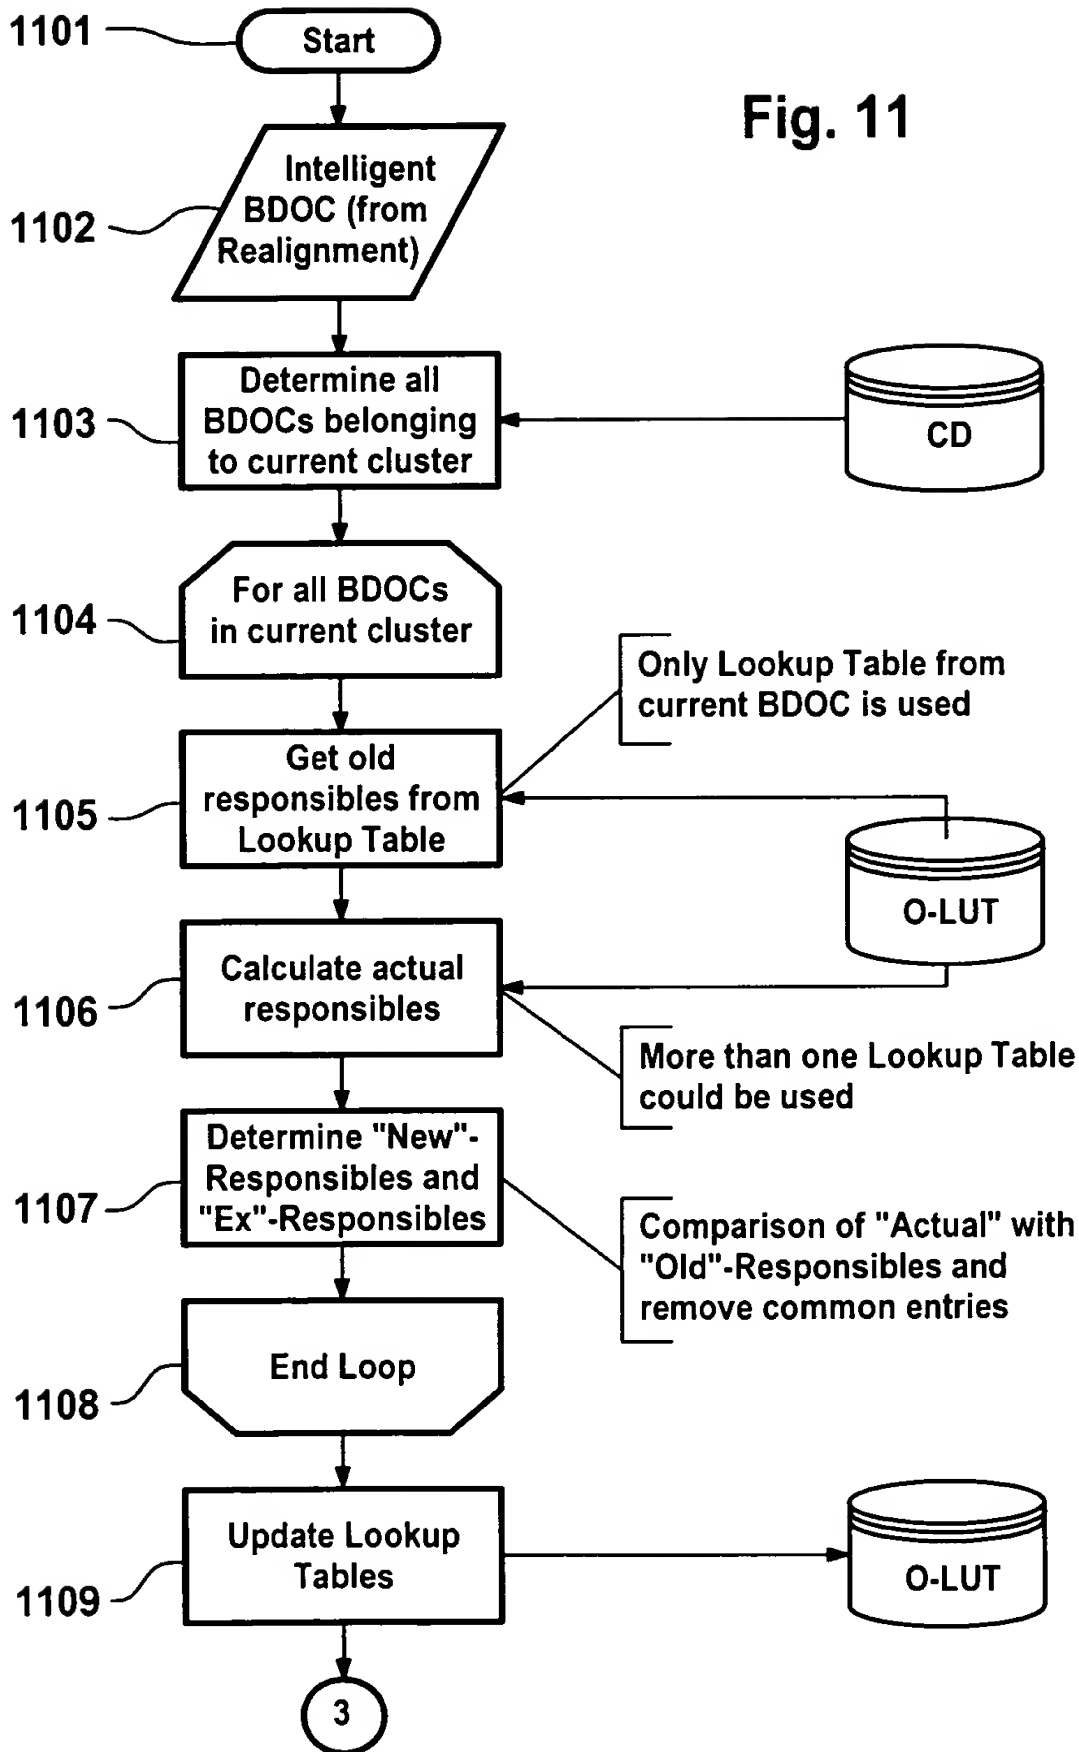 1101
Start
Fig. 11
1102
Intelligent
BDOC (from
Realignment)
1103
Determine all
BDOCs belonging
to current cluster
CD
1104
For all BDOCs
in current cluster
Only Lookup Table from
current BDOC is used
1105
Get old
responsibles from
Lookup Table
O-LUT
1106
Calculate actual
responsibles
More than one Lookup Table
could be used
1107
Determine "New"-
Responsibles and
"Ex"-Responsibles
Comparison of "Actual" with
"Old"-Responsibles and
remove common entries
1108
End Loop
1109
Update Lookup
Tables
O-LUT
3